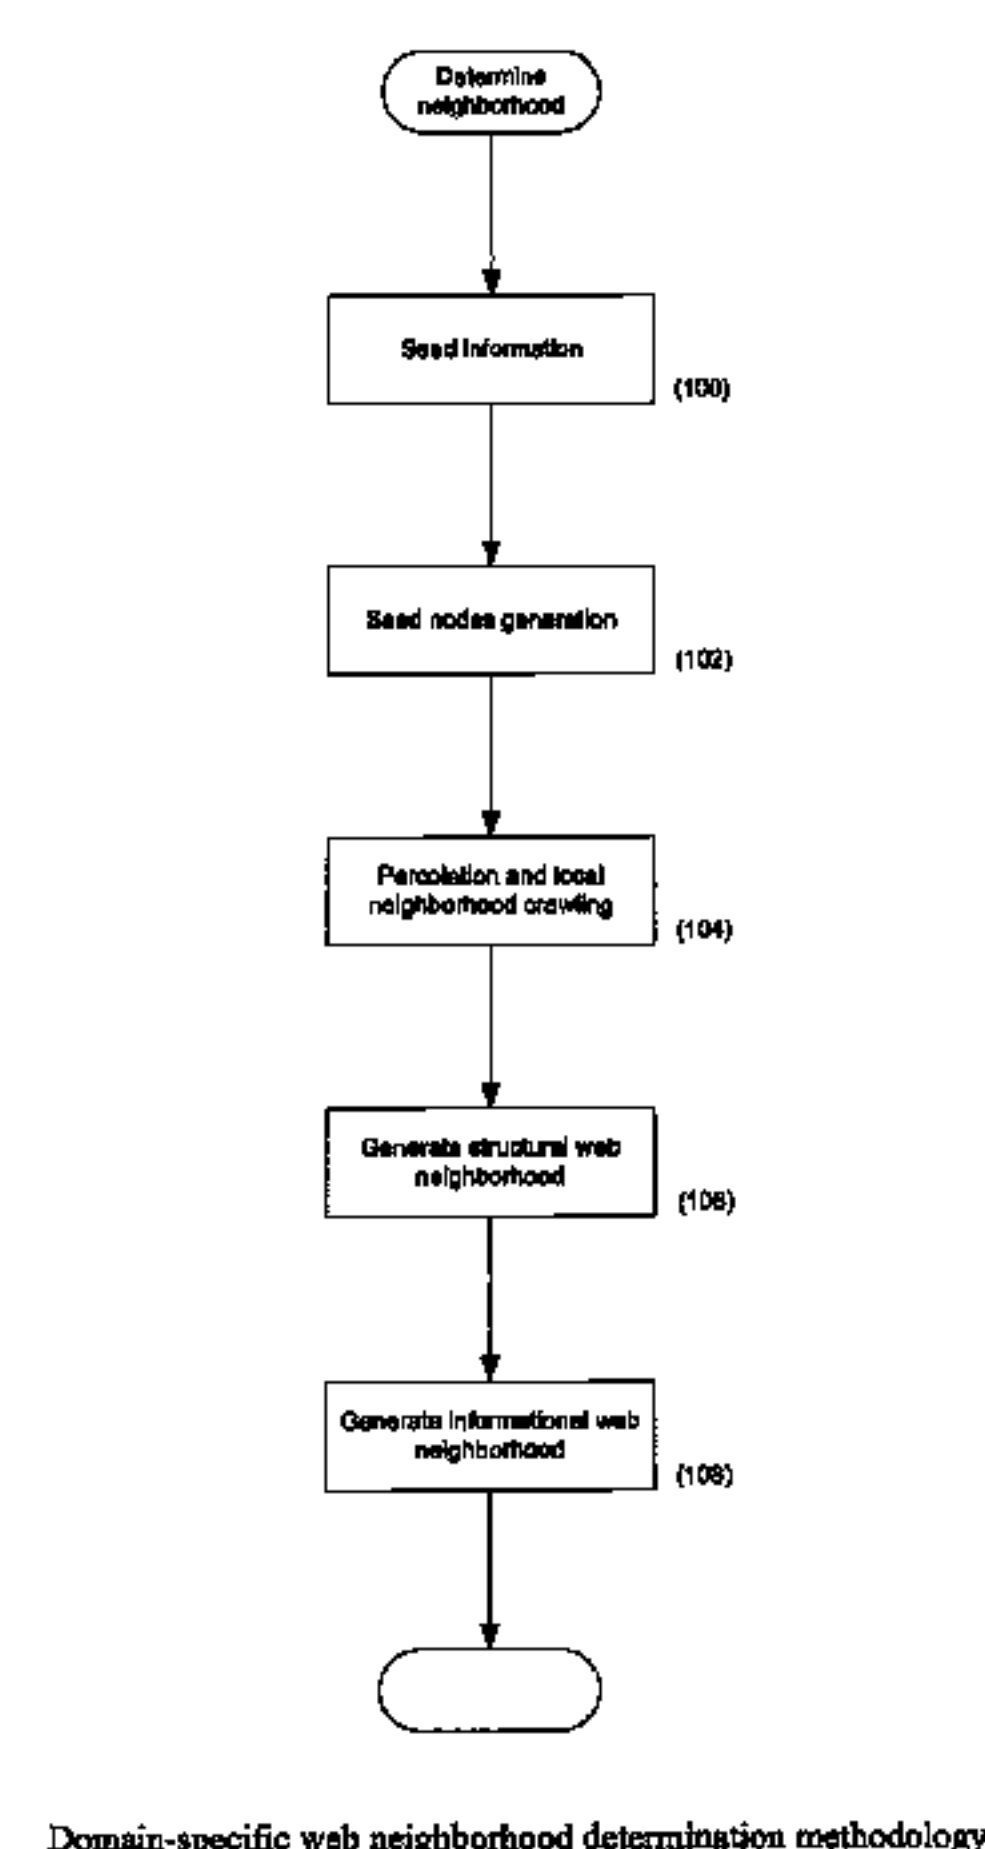 Determine
neighborhood
Seed information
(100)
Seed nodes generation
(102)
Percolation and local
neighborhood crawling
(104)
Generate structural web
neighborhood
(106)
Generate informational web
neighborhood
(108)
Domain-specific web neighborhood determination methodology